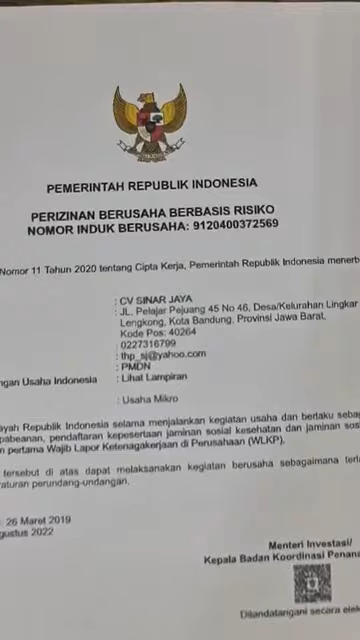 PEMERINTAH REPUBLIK INDONESIA
PERIZINAN BERUSAHA BERBASIS RISIKO
NOMOR INDUK BERUSAHA: 9120400372569
Nomor 11 Tahun 2020 tentang Cipta Kerja, Pemerintah Republik Indonesia menerb
: CV SINAR JAYA
: JL. Pelajar Pejuang 45 No 46, Desa/Kelurahan Lingkar
Lengkong, Kota Bandung, Provinsi Jawa Barat,
Kode Pos: 40264
: 0227316799
: thp_sj@yahoo.com
: PMDN
ngan Usaha Indonesia : Lihat Lampiran
: Usaha Mikro
ayah Republik Indonesia selama menjalankan kegiatan usaha dan berlaku sebag
pabeanan, pendaftaran kepesertaan jaminan sosial kesehatan dan jaminan sos
n pertama Wajib Lapor Ketenagakerjaan di Perusahaan (WLKP).
tersebut di atas dapat melaksanakan kegiatan berusaha sebagaimana terla
aturan perundang-undangan.
: 26 Maret 2019
gustus 2022
Menteri Investasi/
Kepala Badan Koordinasi Penana
Ditandatangani secara elek